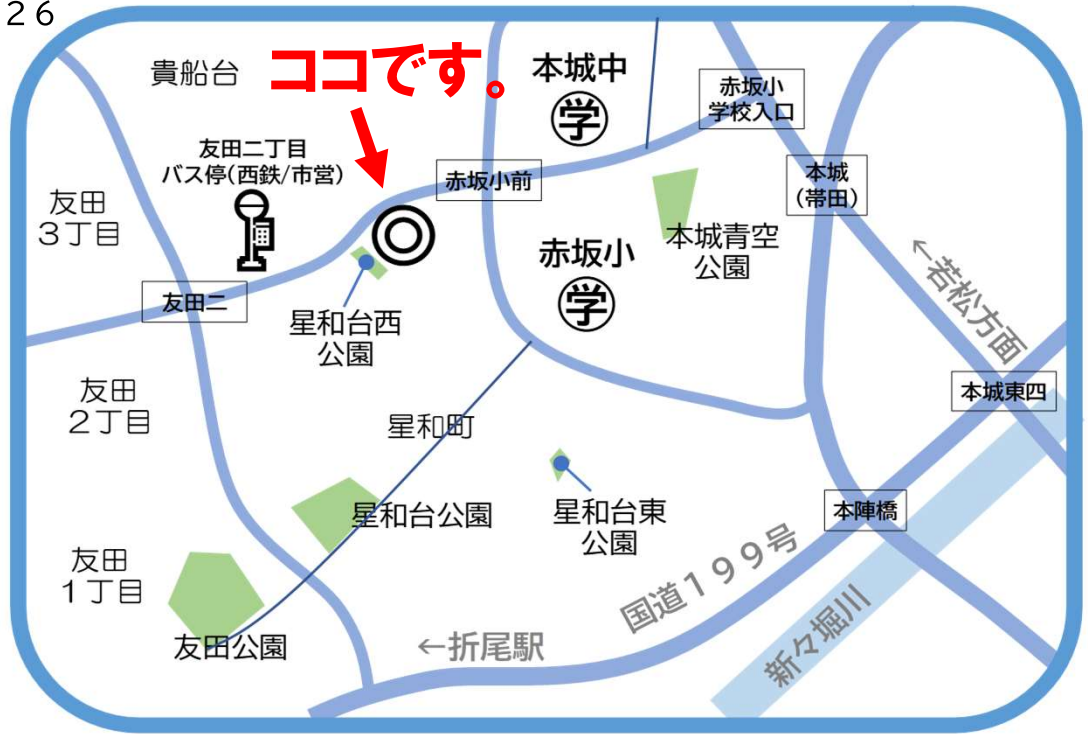 ２６
貴船台
ココです。
本城中
学
赤坂小
学校入口
友田二丁目
バス停(西鉄/市営)
赤坂小前
本城
（帯田）
友田
３丁目
本城青空
公園
赤坂小
学
←若松方面
友田二
星和台西
公園
本城東四
友田
２丁目
星和町
星和台公園
星和台東
公園
本陣橋
友田
１丁目
国道１９９号
新々堀川
友田公園
←折尾駅